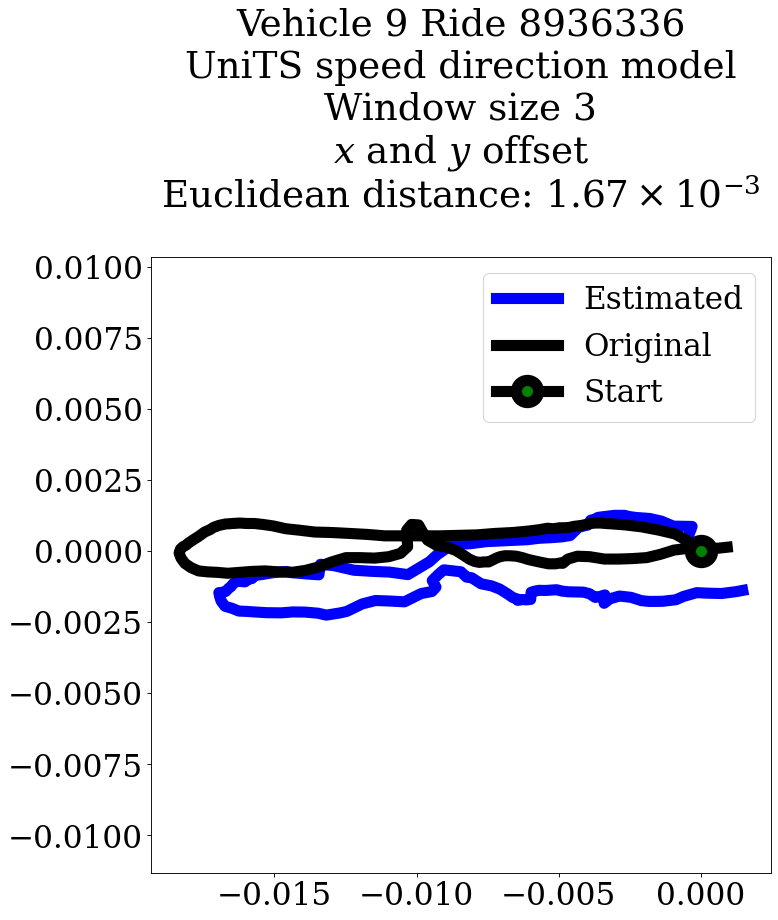 Vehicle 9 Ride 8936336
UniTS speed direction model
Window size 3
x and y offset
Euclidean distance: 1.67 × 10⁻³
Estimated
Original
Start
0.0100
0.0075
0.0050
0.0025
0.0000
−0.0025
−0.0050
−0.0075
−0.0100
−0.015 −0.010 −0.005 0.000